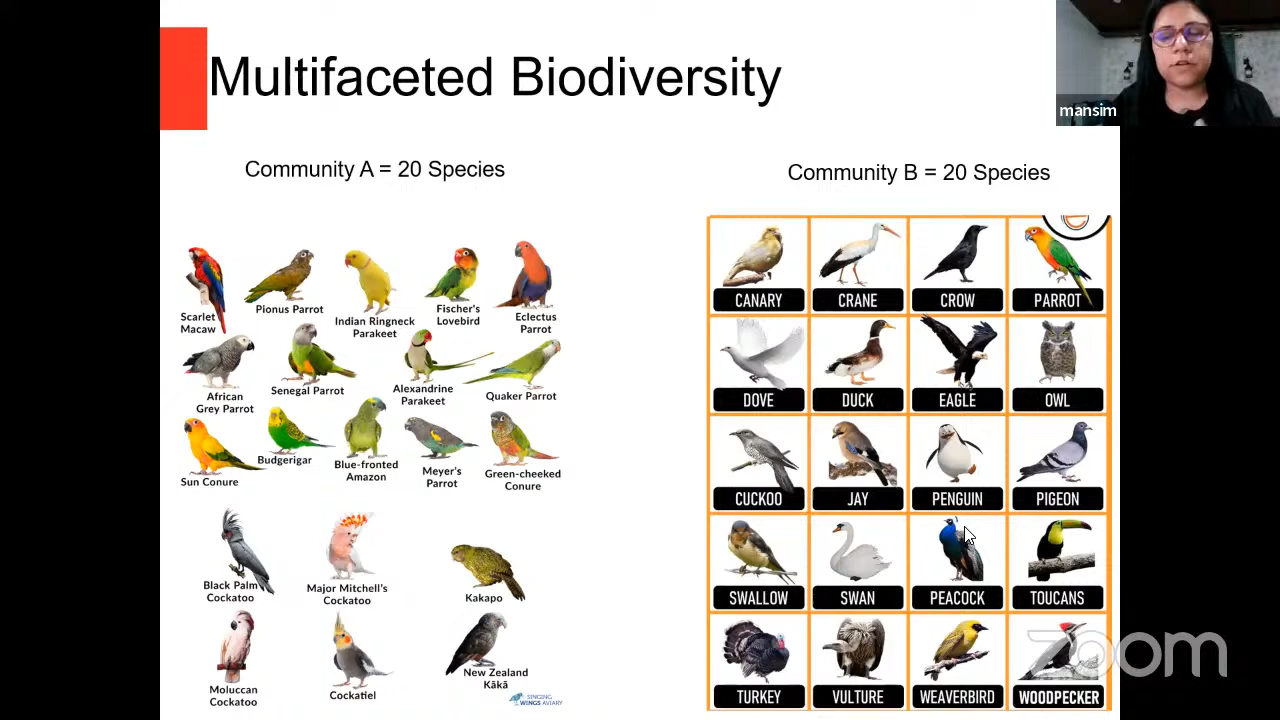 Multifaceted Biodiversity
mansim
Community A = 20 Species
Community B = 20 Species
Scarlet
Macaw
Pionus Parrot
Indian Ringneck
Parakeet
Fischer's
Lovebird
Eclectus
Parrot
African
Grey Parrot
Senegal Parrot
Alexandrine
Parakeet
Quaker Parrot
Sun Conure
Budgerigar
Blue-fronted
Amazon
Meyer's
Parrot
Green-cheeked
Conure
Black Palm
Cockatoo
Major Mitchell's
Cockatoo
Kakapo
Moluccan
Cockatoo
Cockatiel
New Zealand
Kākā
SINGING
WINGS AVIARY
CANARY
CRANE
CROW
PARROT
DOVE
DUCK
EAGLE
OWL
CUCKOO
JAY
PENGUIN
PIGEON
SWALLOW
SWAN
PEACOCK
TOUCANS
TURKEY
VULTURE
WEAVERBIRD
WOODPECKER
zoom